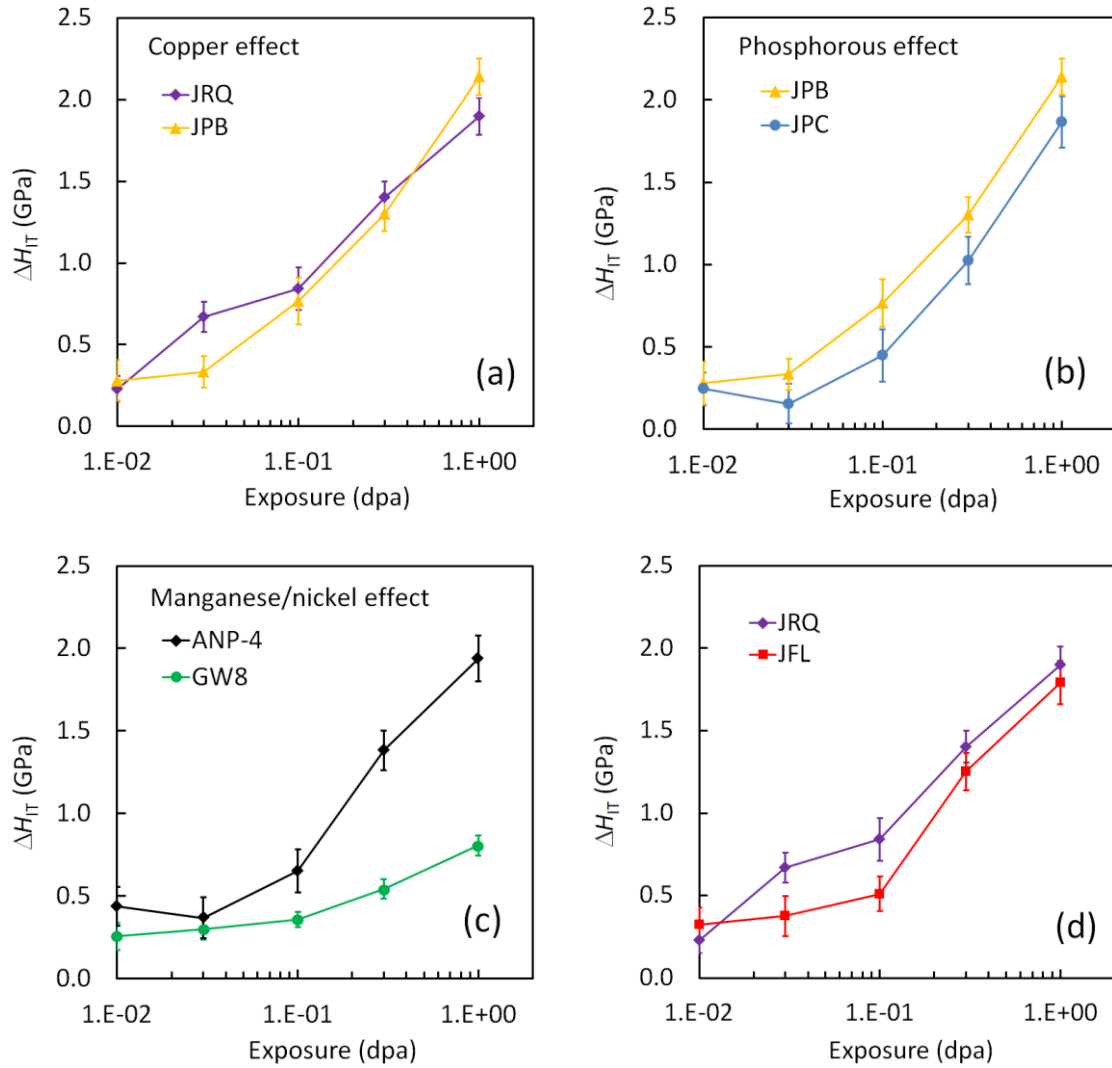 Copper effect
JRQ
JPB
2.5
2.0
1.5
1.0
0.5
0.0
ΔH_IT (GPa)
1.E-02 1.E-01 1.E+00
Exposure (dpa)
(a)
Phosphorous effect
JPB
JPC
2.5
2.0
1.5
1.0
0.5
0.0
ΔH_IT (GPa)
1.E-02 1.E-01 1.E+00
Exposure (dpa)
(b)
Manganese/nickel effect
ANP-4
GW8
2.5
2.0
1.5
1.0
0.5
0.0
ΔH_IT (GPa)
1.E-02 1.E-01 1.E+00
Exposure (dpa)
(c)
JRQ
JFL
2.5
2.0
1.5
1.0
0.5
0.0
ΔH_IT (GPa)
1.E-02 1.E-01 1.E+00
Exposure (dpa)
(d)